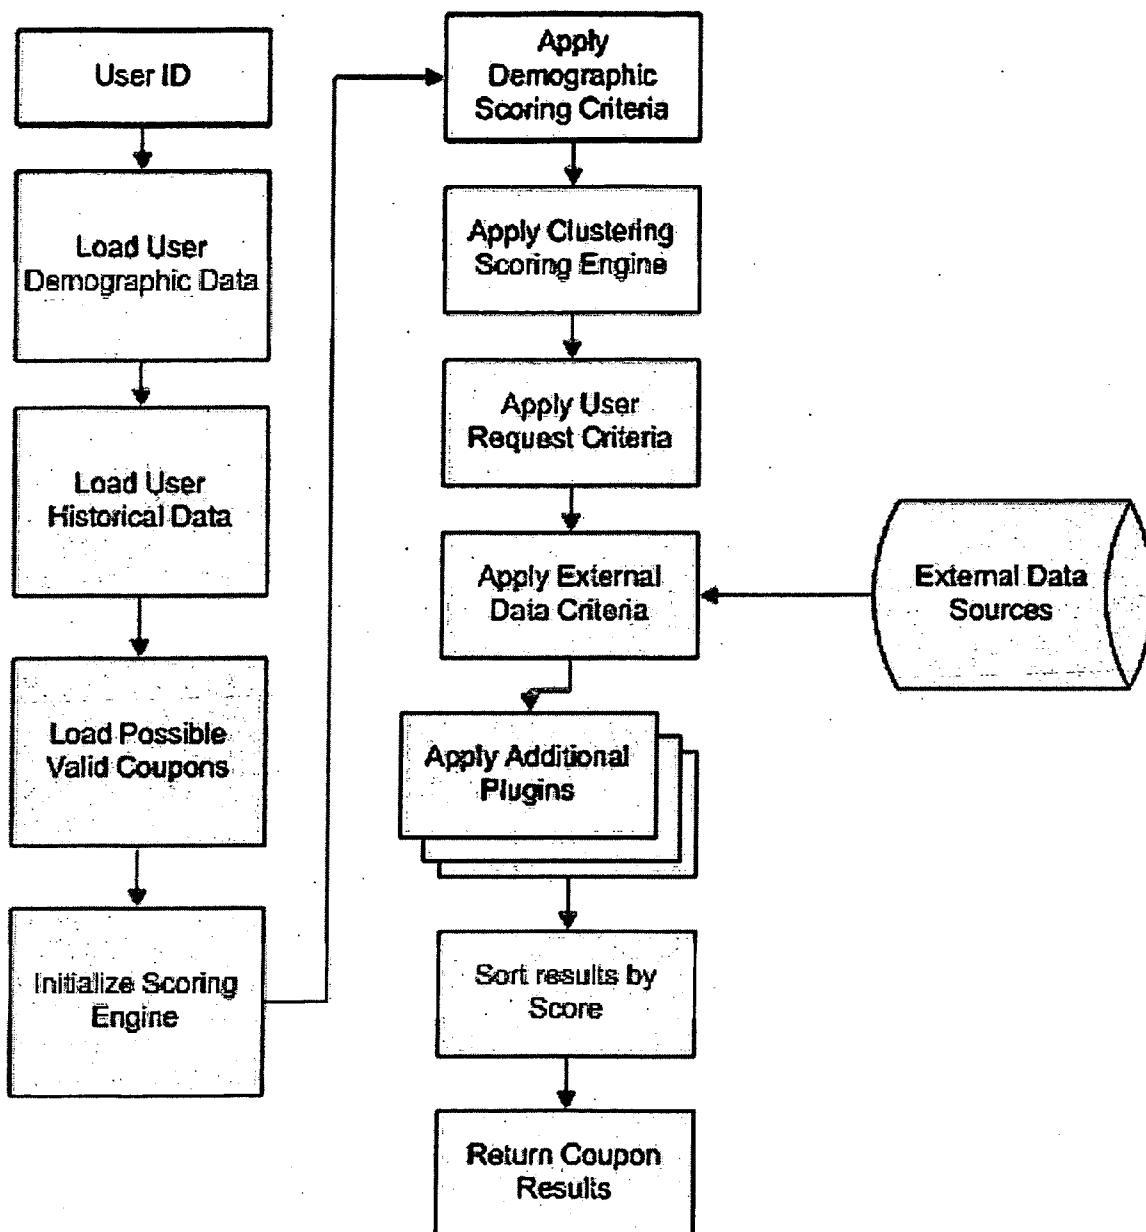 User ID
Load User
Demographic Data
Load User
Historical Data
Load Possible
Valid Coupons
Initialize Scoring
Engine
Apply
Demographic
Scoring Criteria
Apply Clustering
Scoring Engine
Apply User
Request Criteria
Apply External
Data Criteria
External Data
Sources
Apply Additional
Plugins
Sort results by
Score
Return Coupon
Results